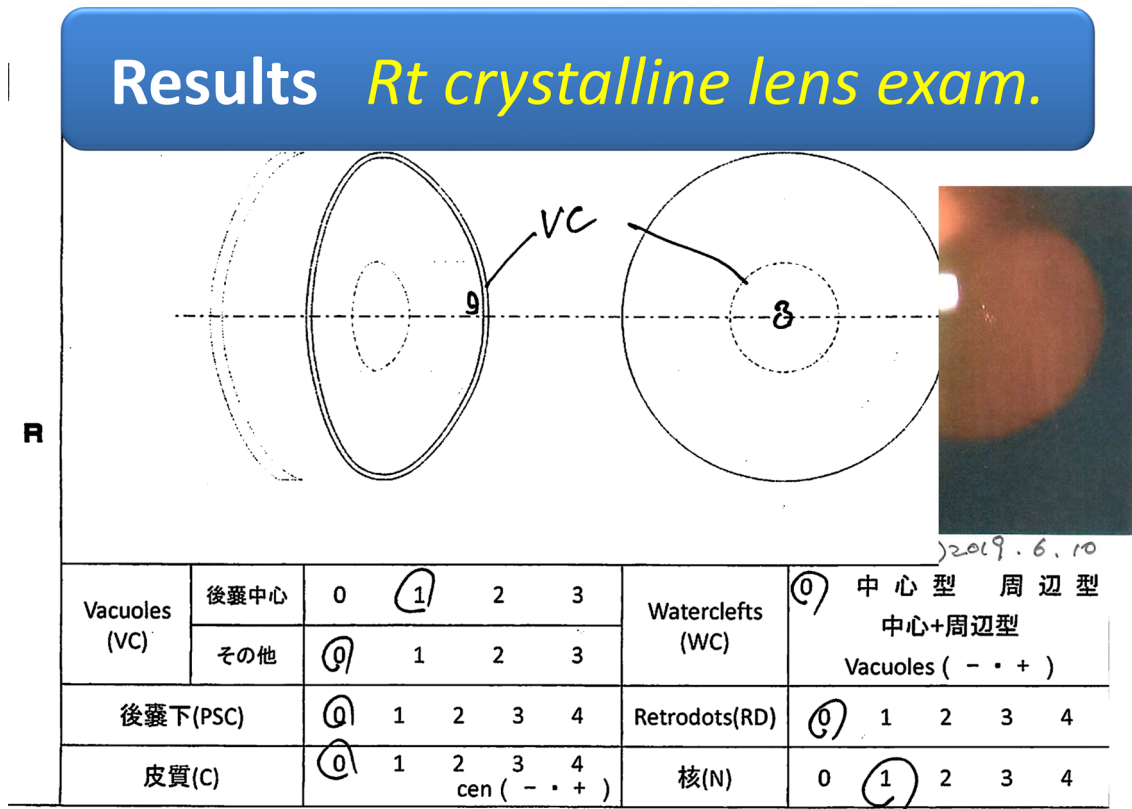 Results Rt crystalline lens exam.
VC
R
)2019.6.10
Vacuoles (VC) 後嚢中心 0 1 2 3
その他 0 1 2 3
Waterclefts (WC) 0 中心型 周辺型
中心+周辺型
Vacuoles ( − ・ + )
後嚢下(PSC) 0 1 2 3 4 Retrodots(RD) 0 1 2 3 4
皮質(C) 0 1 2 3 4
cen ( − ・ + )
核(N) 0 1 2 3 4